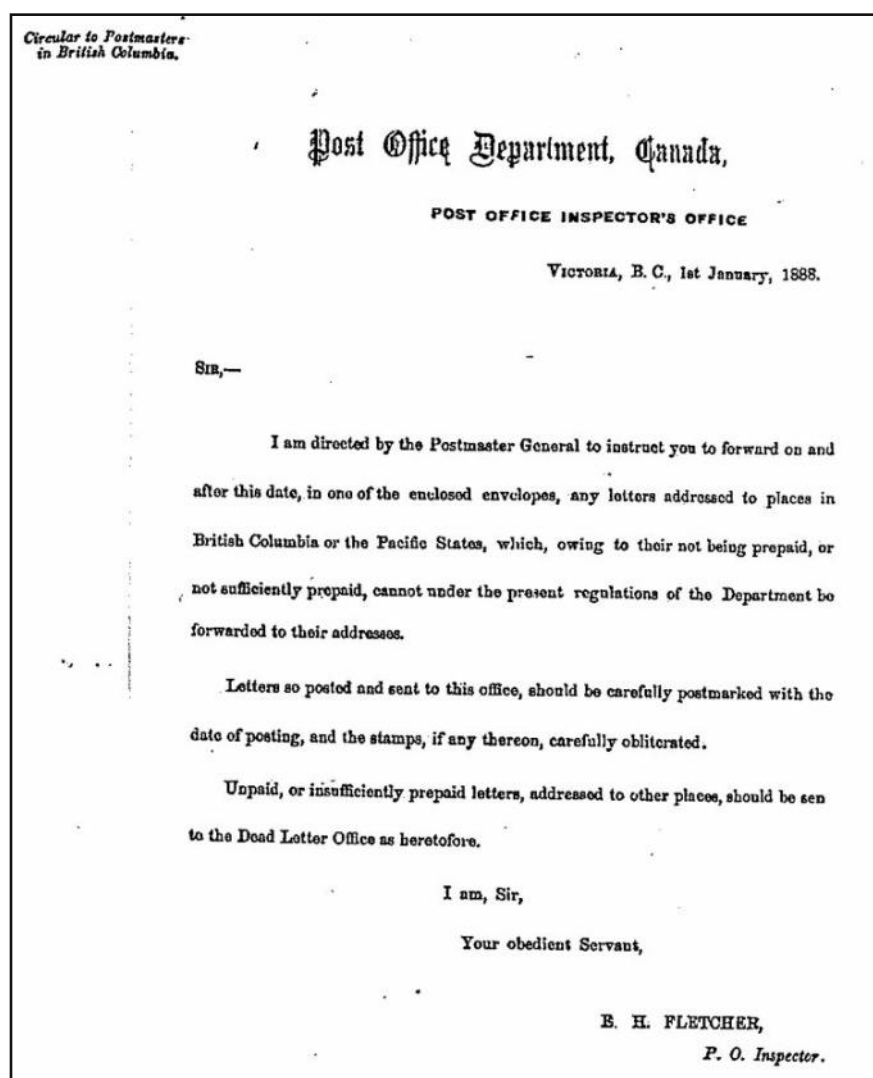 Circular to Postmasters
in British Columbia.
Post Office Department, Canada,
POST OFFICE INSPECTOR'S OFFICE
VICTORIA, B. C., 1st January, 1888.
SIR,—
I am directed by the Postmaster General to instruct you to forward on and
after this date, in one of the enclosed envelopes, any letters addressed to places in
British Columbia or the Pacific States, which, owing to their not being prepaid, or
not sufficiently prepaid, cannot under the present regulations of the Department be
forwarded to their addresses.
Letters so posted and sent to this office, should be carefully postmarked with the
date of posting, and the stamps, if any thereon, carefully obliterated.
Unpaid, or insufficiently prepaid letters, addressed to other places, should be sen
to the Dead Letter Office as heretofore.
I am, Sir,
Your obedient Servant,
E. H. FLETCHER,
P. O. Inspector.